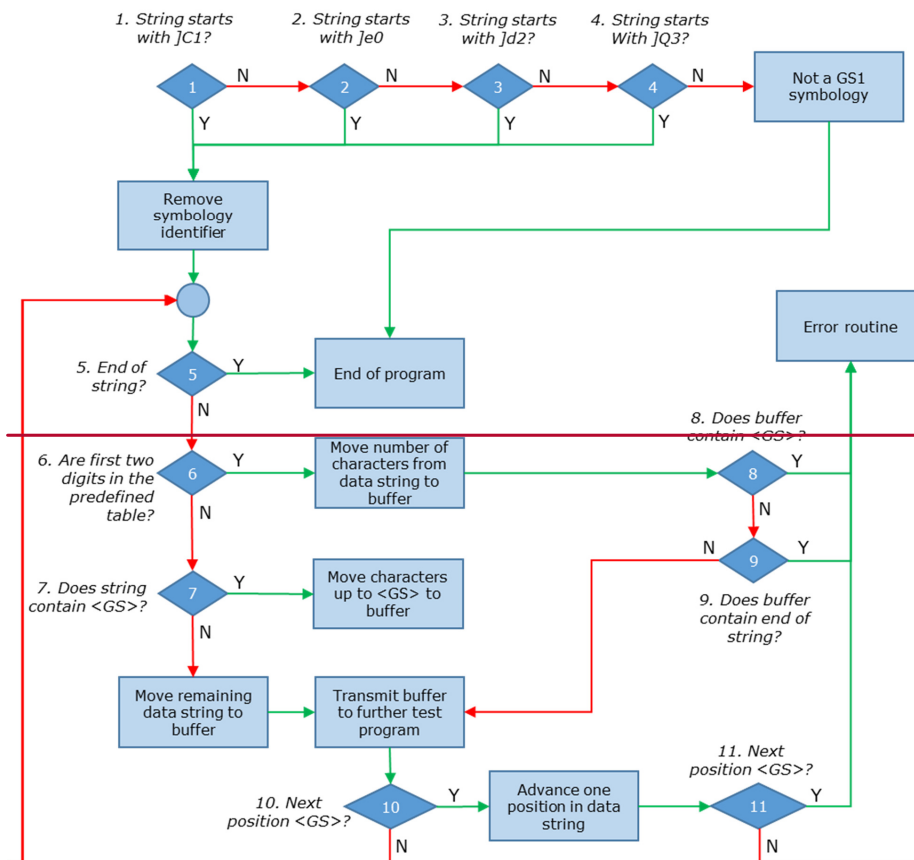 1. String starts
with ]C1?
2. String starts
with ]e0
3. String starts
with ]d2?
4. String starts
With ]Q3?
1
N
2
N
3
N
4
N
Not a GS1
symbology
Y
Y
Y
Y
Remove
symbology
identifier
Error routine
5. End of
string?
5
Y
End of program
N
8. Does buffer
contain <GS>?
6. Are first two
digits in the
predefined
table?
6
Y
Move number of
characters from
data string to
buffer
8
Y
N
N
7. Does string
contain <GS>?
7
Y
Move characters
up to <GS> to
buffer
N
9
Y
9. Does buffer
contain end of
string?
N
Move remaining
data string to
buffer
Transmit buffer
to further test
program
10. Next
position <GS>?
10
Y
Advance one
position in data
string
11. Next
position <GS>?
11
Y
N
N